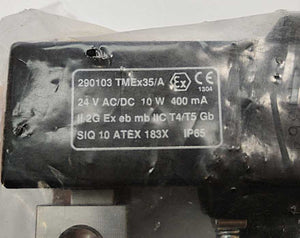 290103 TMEx35/A Ex CE
1304
24 V AC/DC 10 W 400 mA
II 2G Ex eb mb IIC T4/T5 Gb
SIQ 10 ATEX 183X IP65